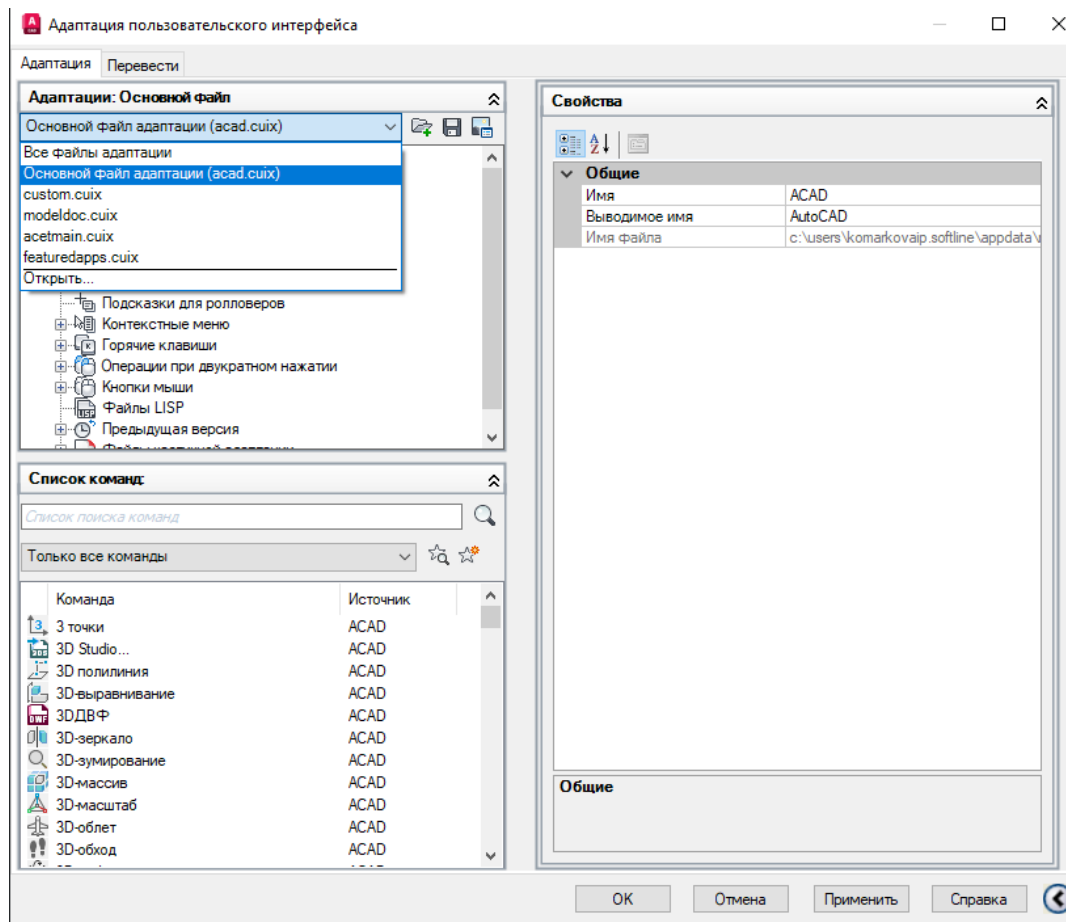 Адаптация пользовательского интерфейса
Адаптация Перевести
Адаптации: Основной файл
Основной файл адаптации (acad.cuix)
Все файлы адаптации
Основной файл адаптации (acad.cuix)
custom.cuix
modeldoc.cuix
acetmain.cuix
featuredapps.cuix
Открыть...
Подсказки для ролловеров
Контекстные меню
Горячие клавиши
Операции при двукратном нажатии
Кнопки мыши
Файлы LISP
Предыдущая версия
Список команд:
Список поиска команд
Только все команды
Команда Источник
3 точки ACAD
3D Studio... ACAD
3D полилиния ACAD
3D-выравнивание ACAD
3DДВФ ACAD
3D-зеркало ACAD
3D-зумирование ACAD
3D-массив ACAD
3D-масштаб ACAD
3D-облет ACAD
3D-обход ACAD
Свойства
Общие
Имя ACAD
Выводимое имя AutoCAD
Имя файла c:\users\komarkovaip.softline\appdata\
Общие
OK Отмена Применить Справка